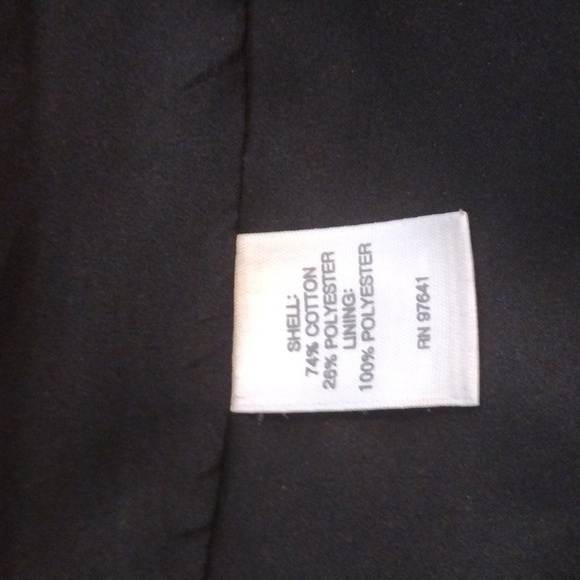 SHELL:
74% COTTON
26% POLYESTER
LINING:
100% POLYESTER
RN 97641